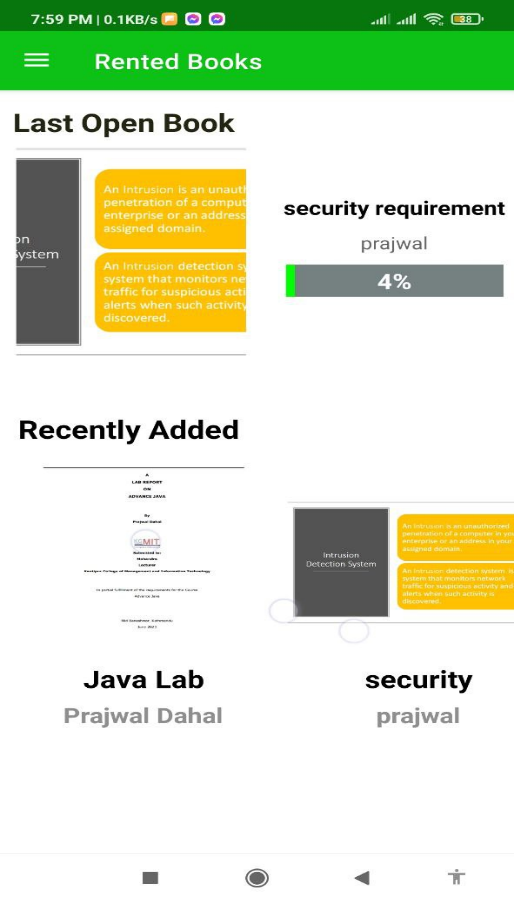 7:59 PM | 0.1KB/s
38
Rented Books
Last Open Book
on
System
An Intrusion is an unauth
penetration of a comput
enterprise or an address
assigned domain.
An Intrusion detection sy
system that monitors ne
traffic for suspicious acti
alerts when such activity
discovered.
security requirement
prajwal
4%
Recently Added
A
LAB REPORT
ON
ADVANCE JAVA
By
Prajwal Dahal
KCMIT
Submitted to:
Lecturer
Kantipur College of Management and Information Technology
In partial fulfillment of the requirements for the Course
Advance Java
Intrusion
Detection System
An Intrusion is an unauthorized
penetration of a computer in you
enterprise or an address in your
assigned domain.
An Intrusion detection system is
system that monitors network
traffic for suspicious activity and
alerts when such activity is
discovered.
Java Lab
Prajwal Dahal
security
prajwal